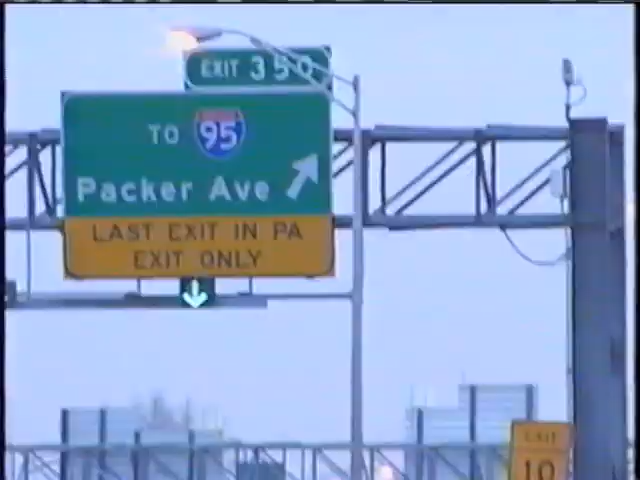 EXIT 350
TO 95
Packer Ave
LAST EXIT IN PA
EXIT ONLY
EXIT
10